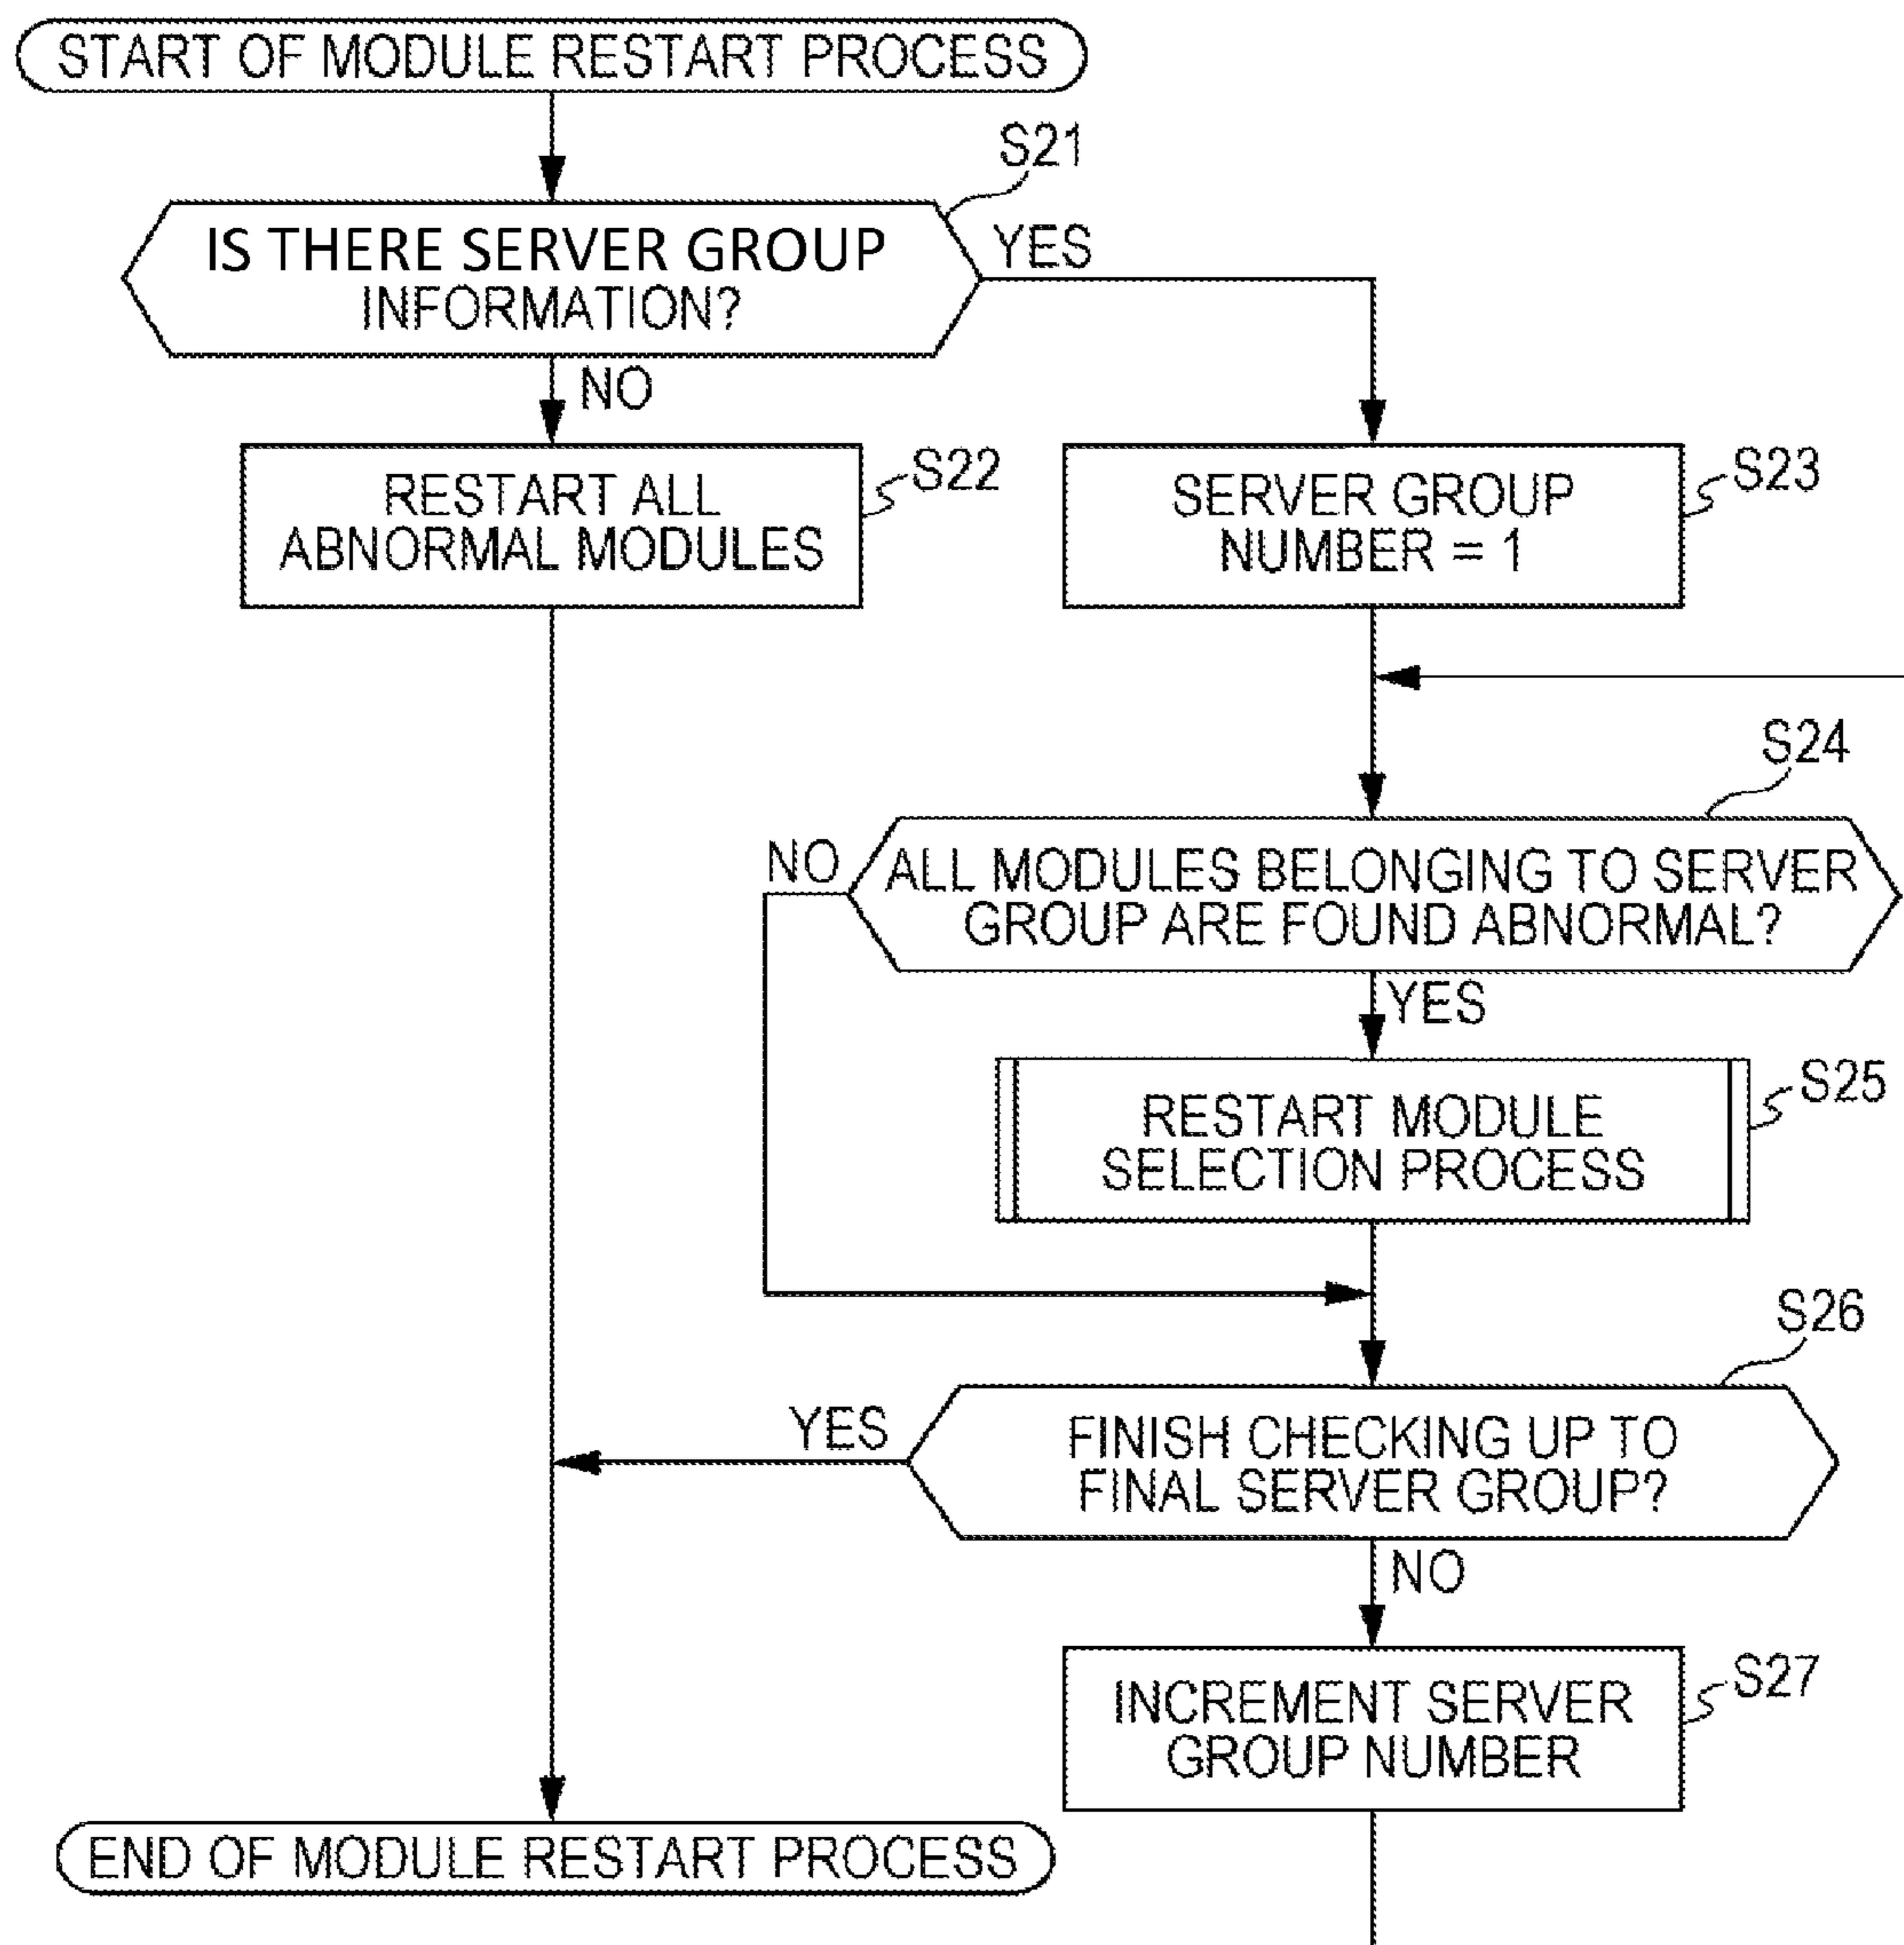 START OF MODULE RESTART PROCESS
S21
IS THERE SERVER GROUP
INFORMATION?
YES
NO
RESTART ALL
ABNORMAL MODULES
S22
SERVER GROUP
NUMBER = 1
S23
S24
NO
ALL MODULES BELONGING TO SERVER
GROUP ARE FOUND ABNORMAL?
YES
RESTART MODULE
SELECTION PROCESS
S25
S26
YES
FINISH CHECKING UP TO
FINAL SERVER GROUP?
NO
INCREMENT SERVER
GROUP NUMBER
S27
END OF MODULE RESTART PROCESS